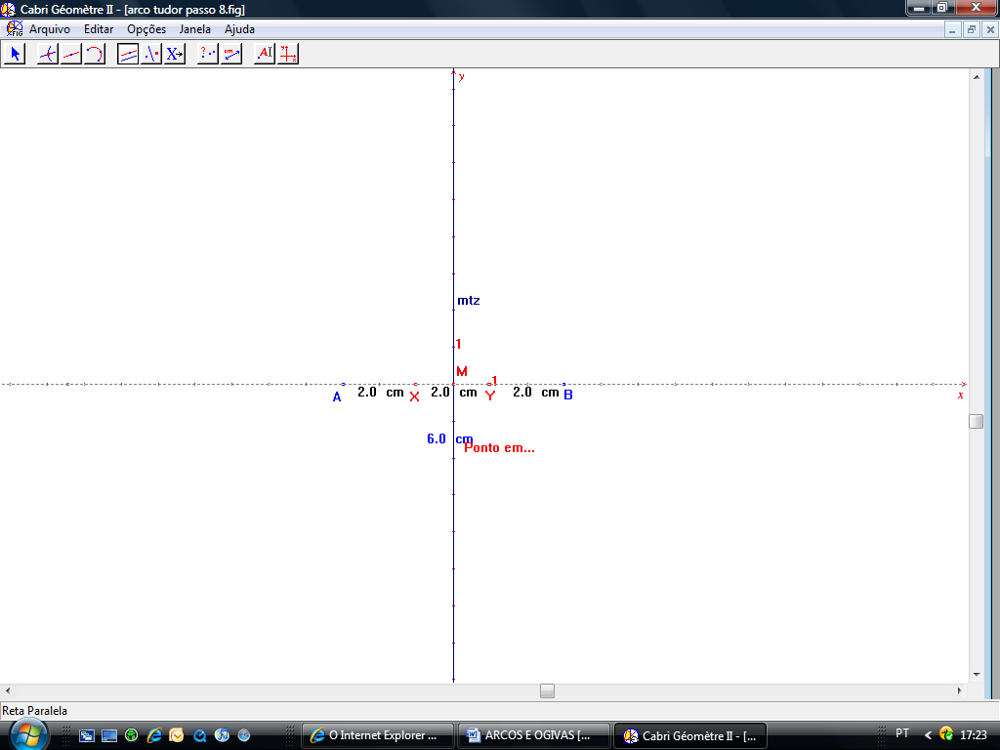 Cabri Géomètre II - [arco tudor passo 8.fig]
Arquivo Editar Opções Janela Ajuda
y
mtz
1
M
1
x
A 2.0 cm X 2.0 cm Y 2.0 cm B
6.0 cm
Ponto em...
Reta Paralela
O Internet Explorer ... ARCOS E OGIVAS [... Cabri Géomètre II - [... PT 17:23